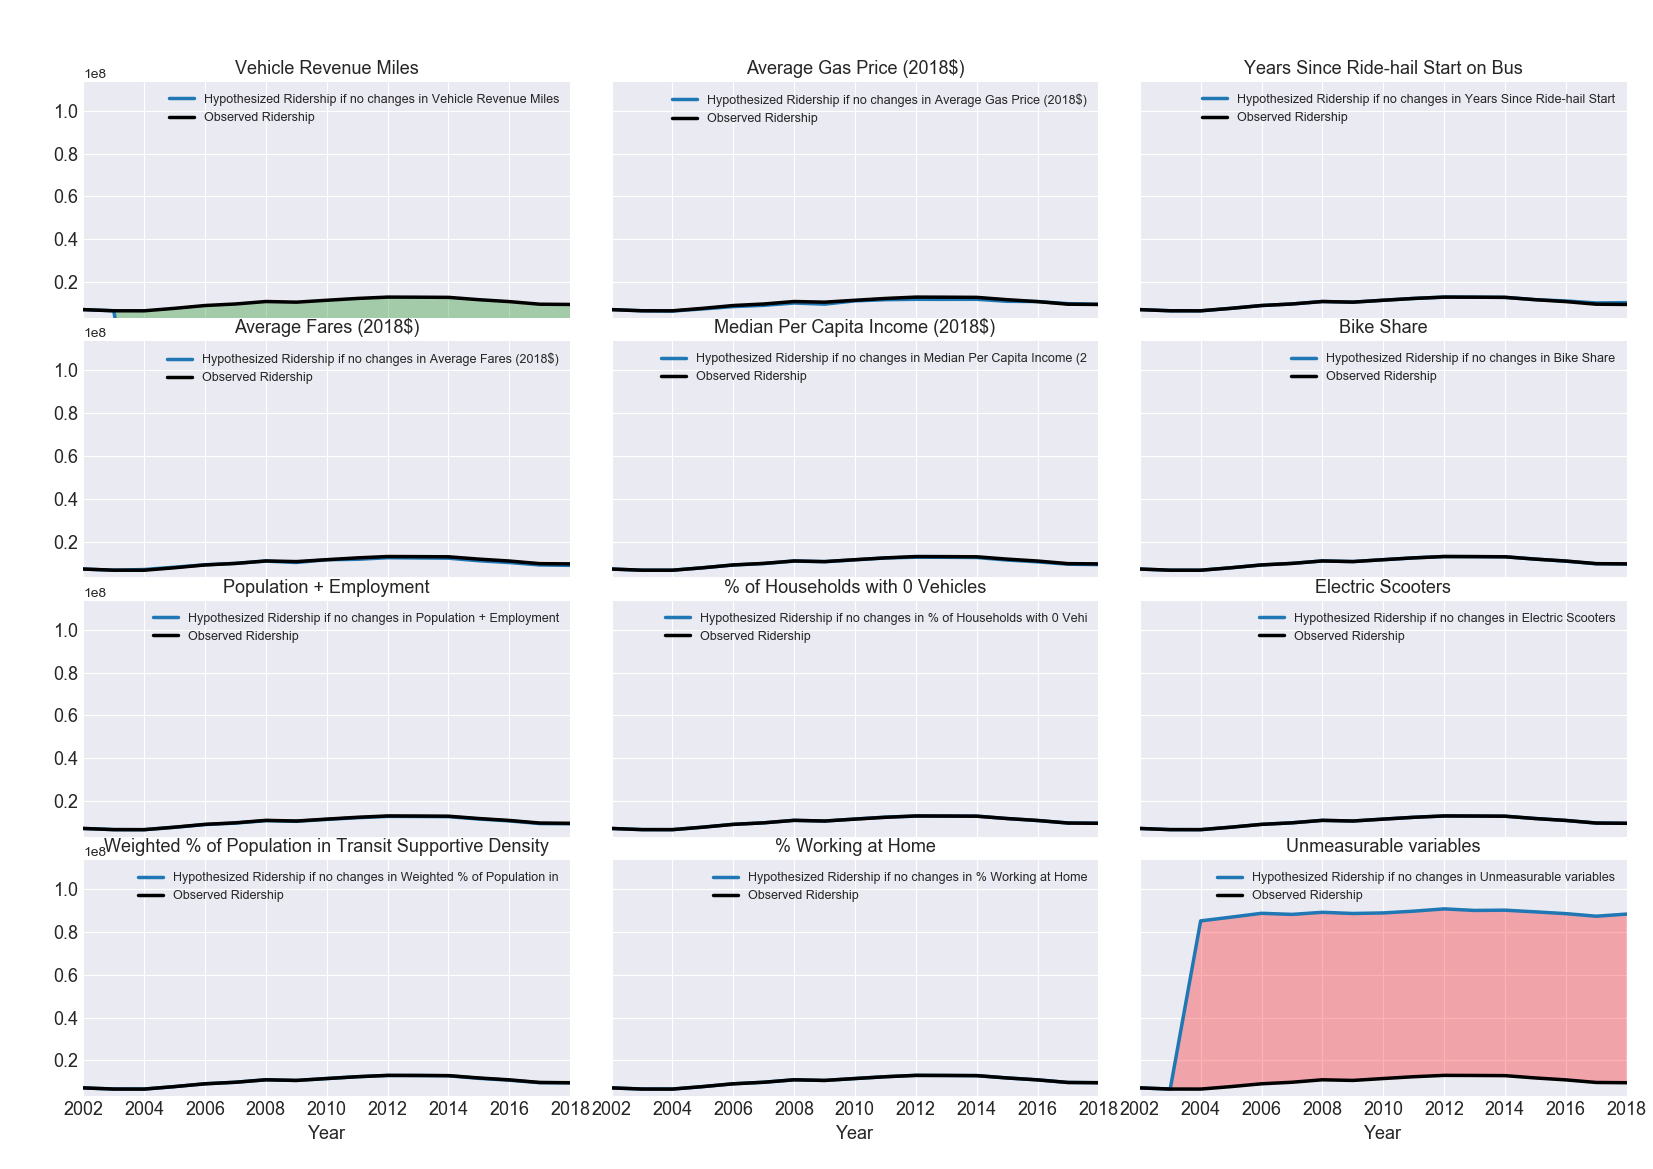 Vehicle Revenue Miles
1e8
Hypothesized Ridership if no changes in Vehicle Revenue Miles
Observed Ridership
1.0
0.8
0.6
0.4
0.2
Average Gas Price (2018$)
Hypothesized Ridership if no changes in Average Gas Price (2018$)
Observed Ridership
Years Since Ride-hail Start on Bus
Hypothesized Ridership if no changes in Years Since Ride-hail Start
Observed Ridership
Average Fares (2018$)
1e8
Hypothesized Ridership if no changes in Average Fares (2018$)
Observed Ridership
1.0
0.8
0.6
0.4
0.2
Median Per Capita Income (2018$)
Hypothesized Ridership if no changes in Median Per Capita Income (2
Observed Ridership
Bike Share
Hypothesized Ridership if no changes in Bike Share
Observed Ridership
Population + Employment
1e8
Hypothesized Ridership if no changes in Population + Employment
Observed Ridership
1.0
0.8
0.6
0.4
0.2
% of Households with 0 Vehicles
Hypothesized Ridership if no changes in % of Households with 0 Vehi
Observed Ridership
Electric Scooters
Hypothesized Ridership if no changes in Electric Scooters
Observed Ridership
Weighted % of Population in Transit Supportive Density
1e8
Hypothesized Ridership if no changes in Weighted % of Population in
Observed Ridership
1.0
0.8
0.6
0.4
0.2
2002 2004 2006 2008 2010 2012 2014 2016 2018
Year
% Working at Home
Hypothesized Ridership if no changes in % Working at Home
Observed Ridership
2002 2004 2006 2008 2010 2012 2014 2016 2018
Year
Unmeasurable variables
Hypothesized Ridership if no changes in Unmeasurable variables
Observed Ridership
2002 2004 2006 2008 2010 2012 2014 2016 2018
Year